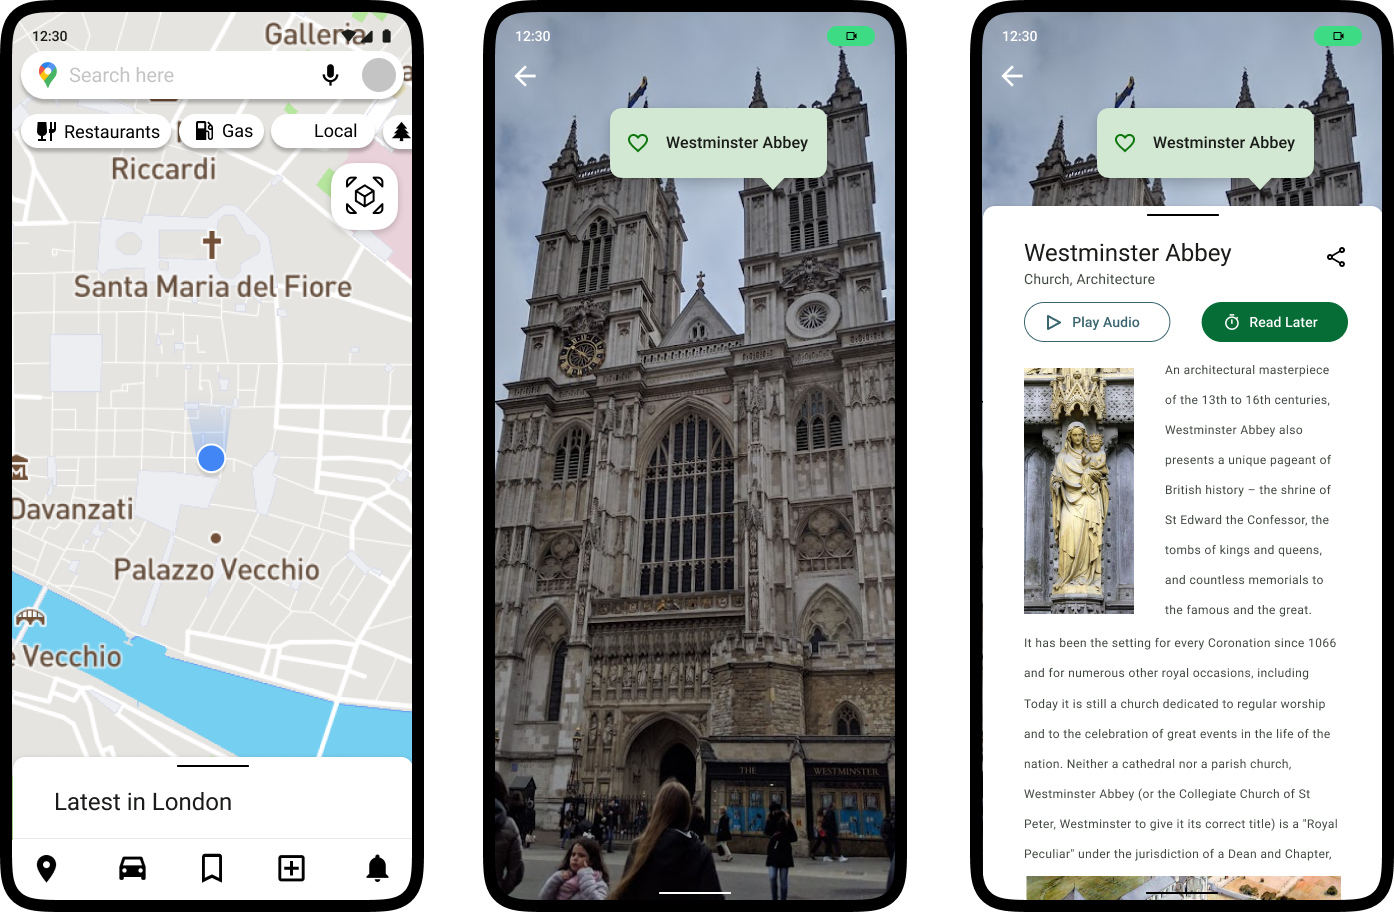 12:30
Galleria
Search here
Restaurants
Gas
Local
Riccardi
Santa Maria del Fiore
Davanzati
Palazzo Vecchio
e Vecchio
Latest in London
12:30
Westminster Abbey
THE
WESTMINSTER
12:30
Westminster Abbey
Westminster Abbey
Church, Architecture
Play Audio
Read Later
An architectural masterpiece
of the 13th to 16th centuries,
Westminster Abbey also
presents a unique pageant of
British history – the shrine of
St Edward the Confessor, the
tombs of kings and queens,
and countless memorials to
the famous and the great.
It has been the setting for every Coronation since 1066
and for numerous other royal occasions, including
Today it is still a church dedicated to regular worship
and to the celebration of great events in the life of the
nation. Neither a cathedral nor a parish church,
Westminster Abbey (or the Collegiate Church of St
Peter, Westminster to give it its correct title) is a "Royal
Peculiar" under the jurisdiction of a Dean and Chapter,